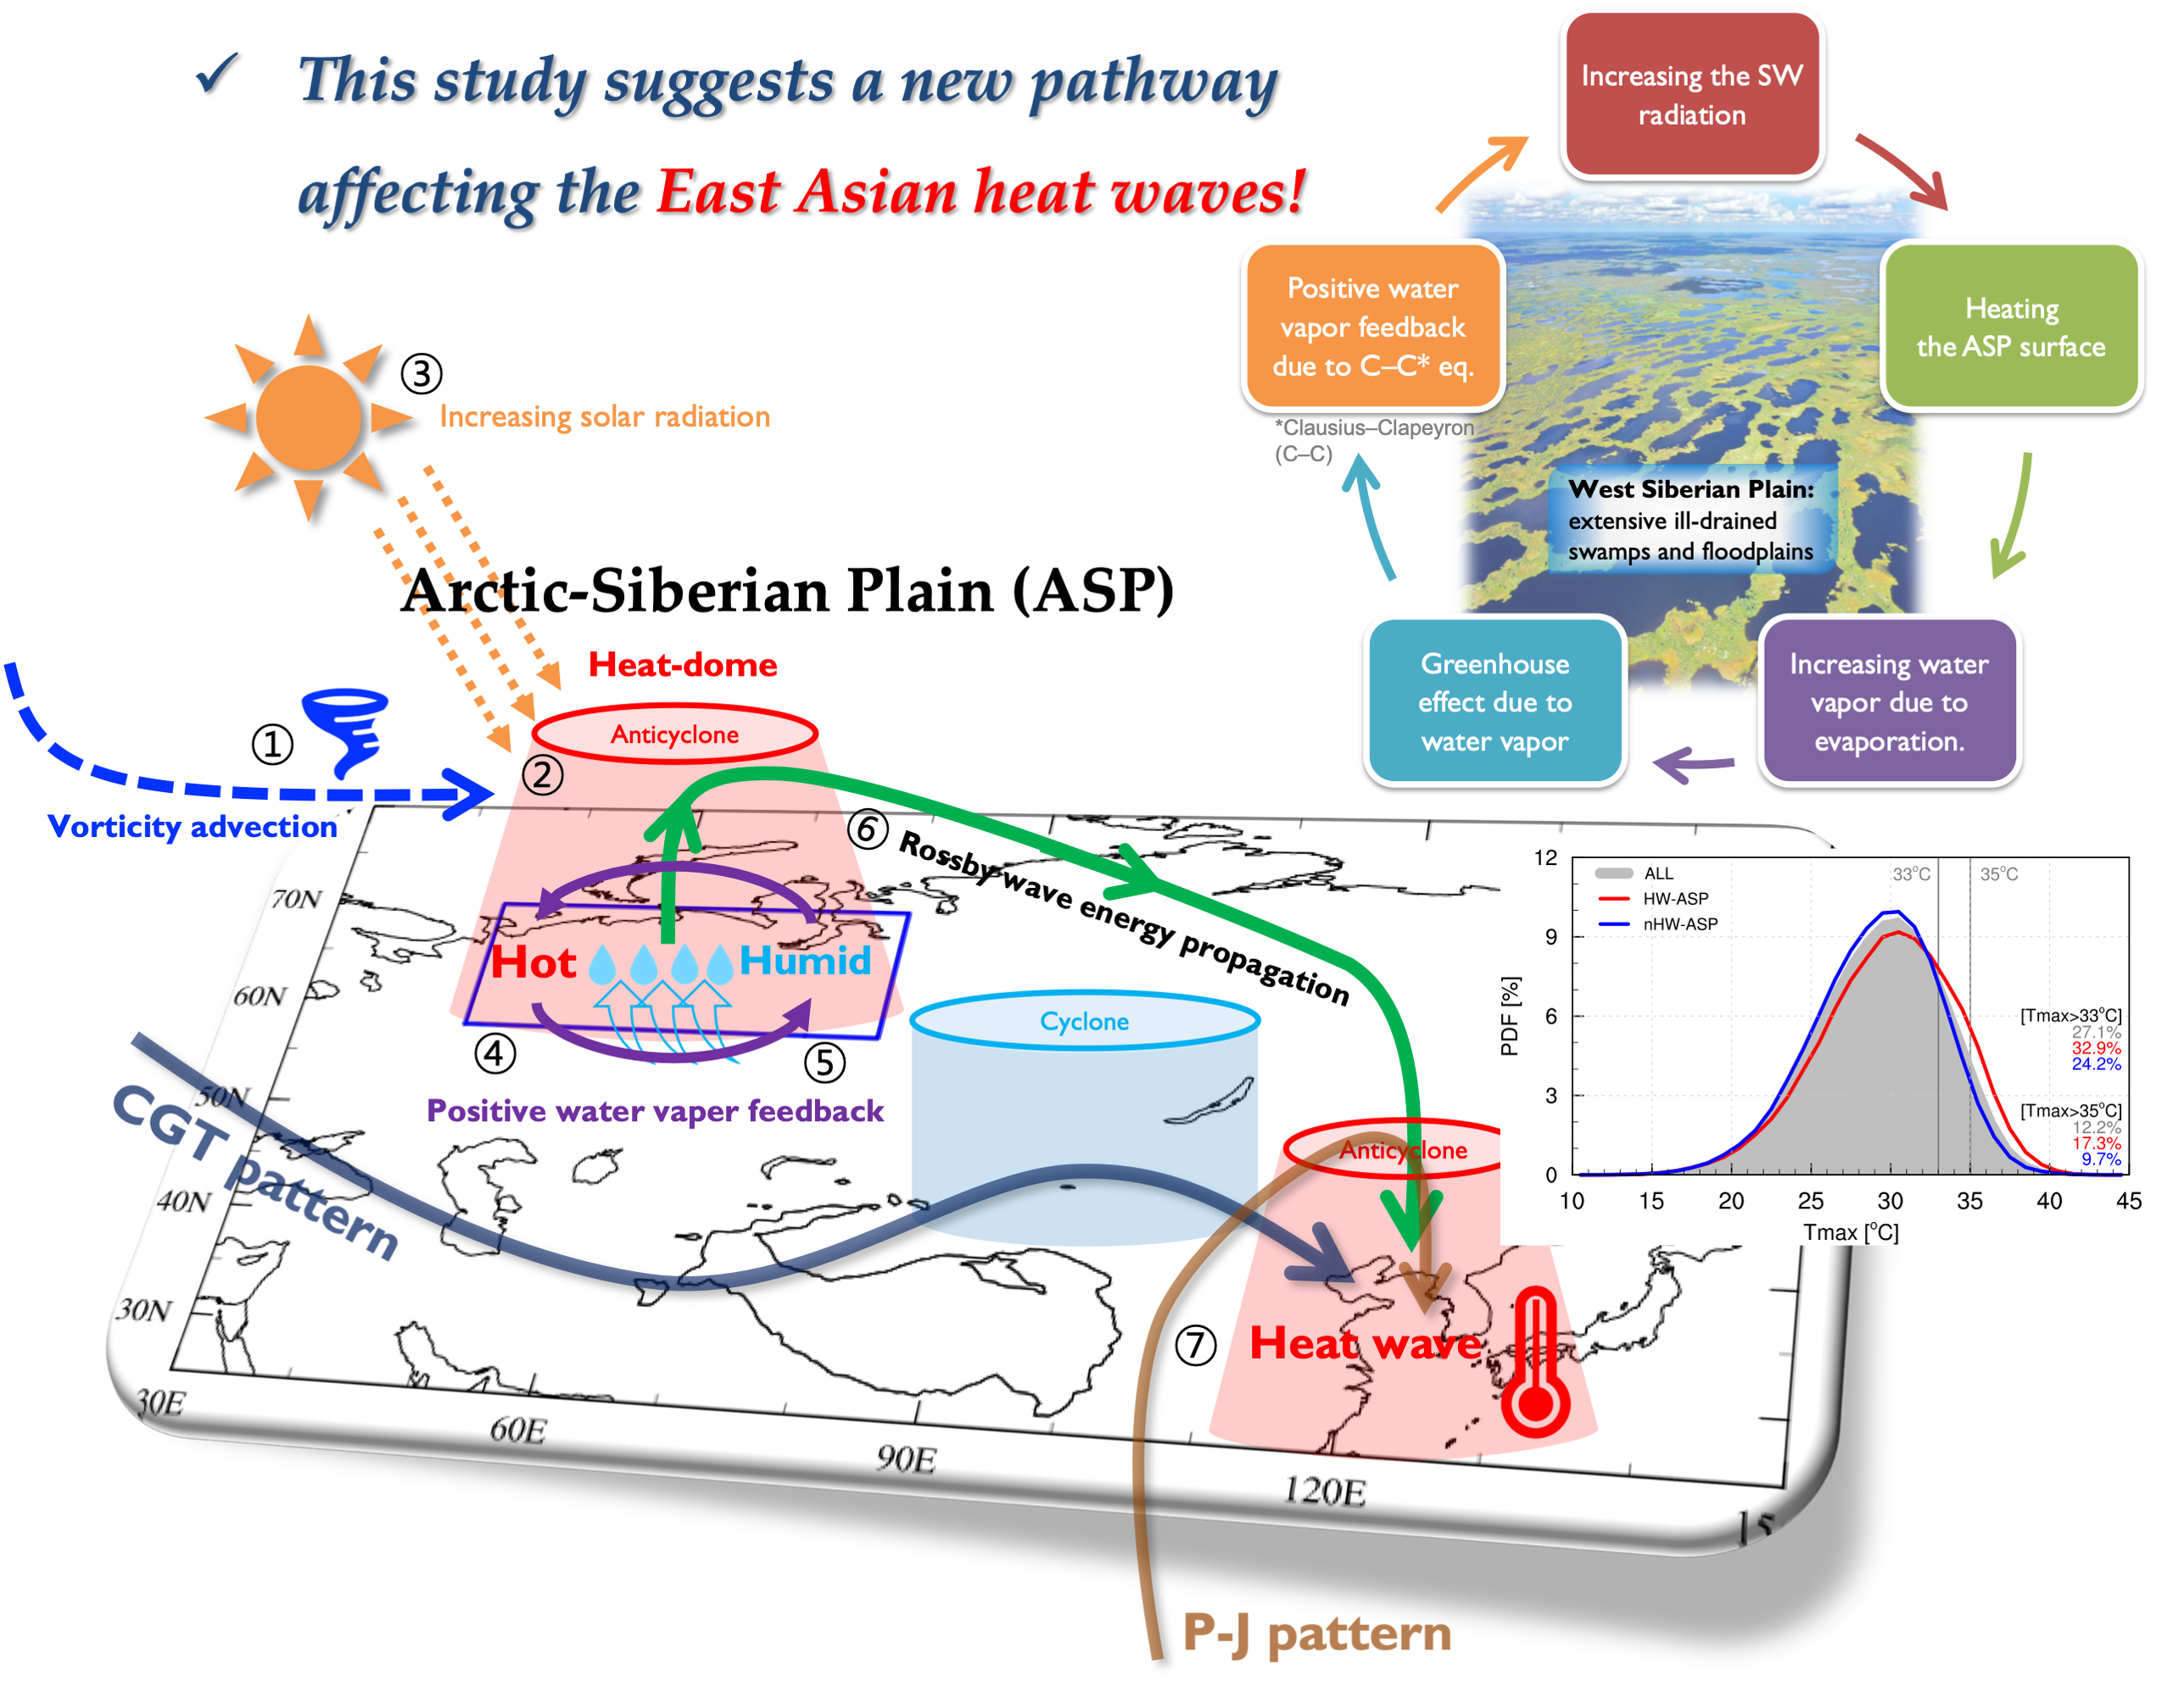 ✓ This study suggests a new pathway
affecting the East Asian heat waves!
Increasing the SW
radiation
Positive water
vapor feedback
due to C–C* eq.
*Clausius–Clapeyron
(C–C)
Heating
the ASP surface
West Siberian Plain:
extensive ill-drained
swamps and floodplains
Greenhouse
effect due to
water vapor
Increasing water
vapor due to
evaporation.
③
Increasing solar radiation
Arctic-Siberian Plain (ASP)
Heat-dome
Anticyclone
①
②
Vorticity advection
⑥
Rossby wave energy propagation
Hot
Humid
④
⑤
Positive water vaper feedback
Cyclone
CGT pattern
Anticyclone
⑦
Heat wave
P-J pattern
70N
60N
50N
40N
30N
30E
60E
90E
120E
15
12
9
6
3
0
PDF [%]
ALL
HW-ASP
nHW-ASP
33°C
35°C
[Tmax>33°C]
27.1%
32.9%
24.2%
[Tmax>35°C]
12.2%
17.3%
9.7%
10 15 20 25 30 35 40 45
Tmax [°C]